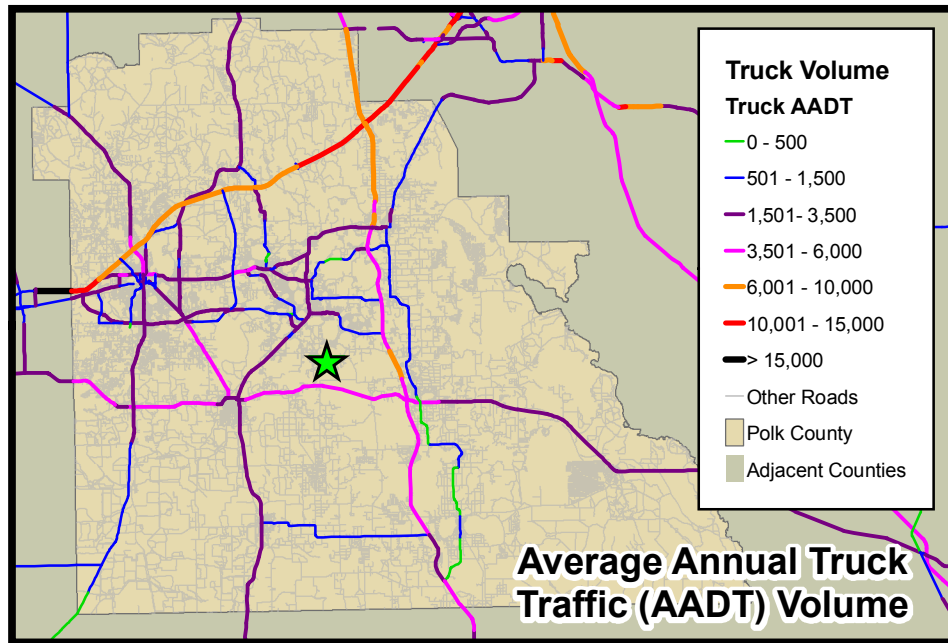 Truck Volume
Truck AADT
0 - 500
501 - 1,500
1,501- 3,500
3,501 - 6,000
6,001 - 10,000
10,001 - 15,000
> 15,000
Other Roads
Polk County
Adjacent Counties
Average Annual Truck
Traffic (AADT) Volume